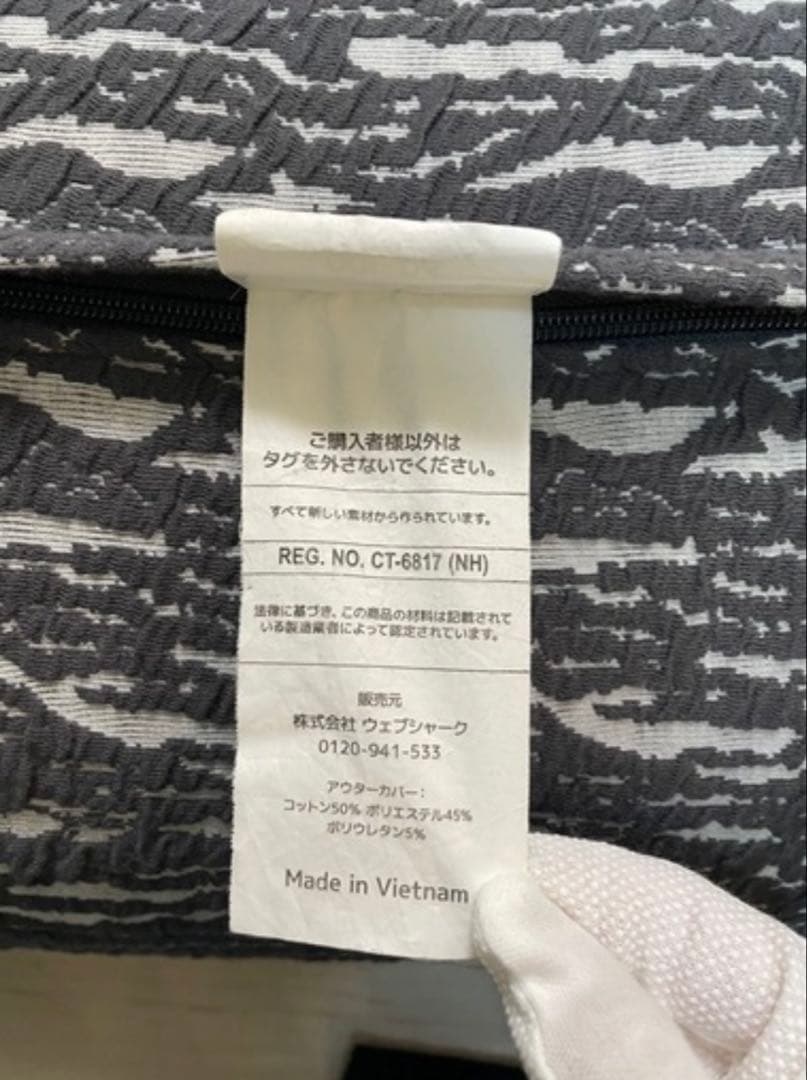 ご購入者様以外は
タグを外さないでください。
すべて新しい素材から作られています。
REG. NO. CT-6817 (NH)
法律に基づき、この商品の材料は記載されて
いる製造業者によって認定されています。
販売元
株式会社 ウェブシャーク
0120-941-533
アウターカバー：
コットン50% ポリエステル45%
ポリウレタン5%
Made in Vietnam